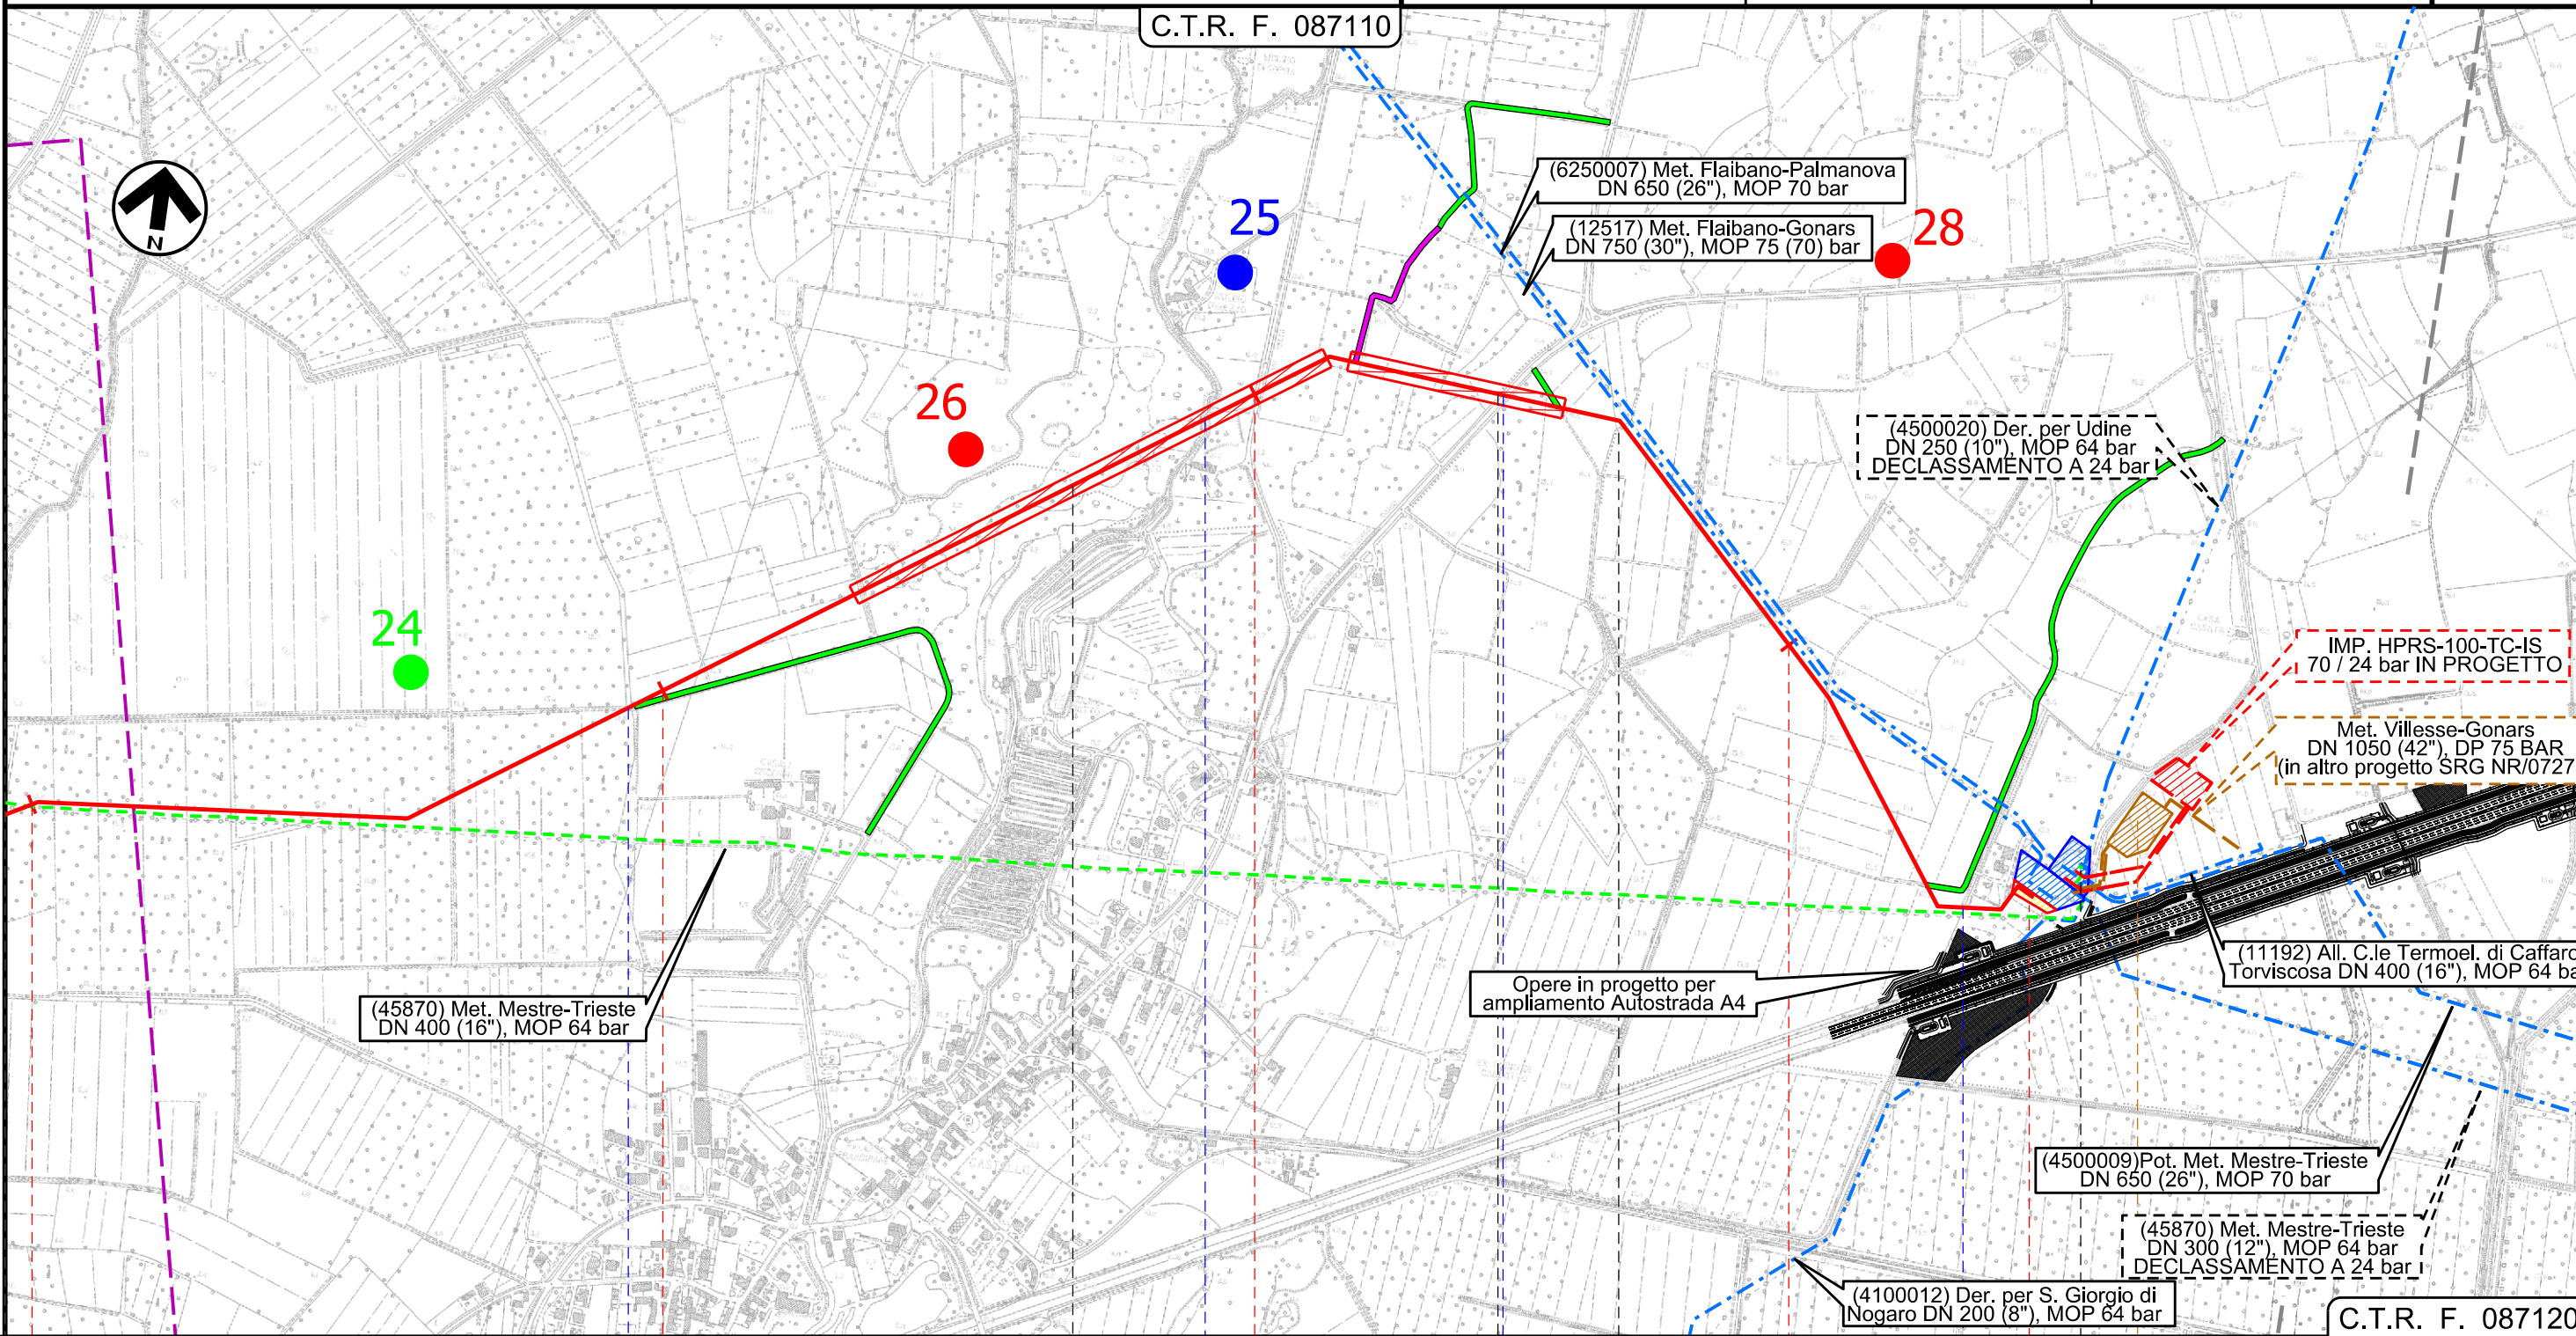 C.T.R. F. 087110
N
(6250007) Met. Flaibano-Palmanova
DN 650 (26"), MOP 70 bar
25
(12517) Met. Flaibano-Gonars
DN 750 (30"), MOP 75 (70) bar
28
26
(4500020) Der. per Udine
DN 250 (10"), MOP 64 bar
DECLASSAMENTO A 24 bar
24
IMP. HPRS-100-TC-IS
70 / 24 bar IN PROGETTO
Met. Villesse-Gonars
DN 1050 (42"), DP 75 BAR
(in altro progetto SRG NR/0727
(11192) All. C.le Termoel. di Caffaro
Torviscosa DN 400 (16"), MOP 64 ba
Opere in progetto per
ampliamento Autostrada A4
(45870) Met. Mestre-Trieste
DN 400 (16"), MOP 64 bar
(4500009)Pot. Met. Mestre-Trieste
DN 650 (26"), MOP 70 bar
(45870) Met. Mestre-Trieste
DN 300 (12"), MOP 64 bar
DECLASSAMENTO A 24 bar
(4100012) Der. per S. Giorgio di
Nogaro DN 200 (8"), MOP 64 bar
C.T.R. F. 087120